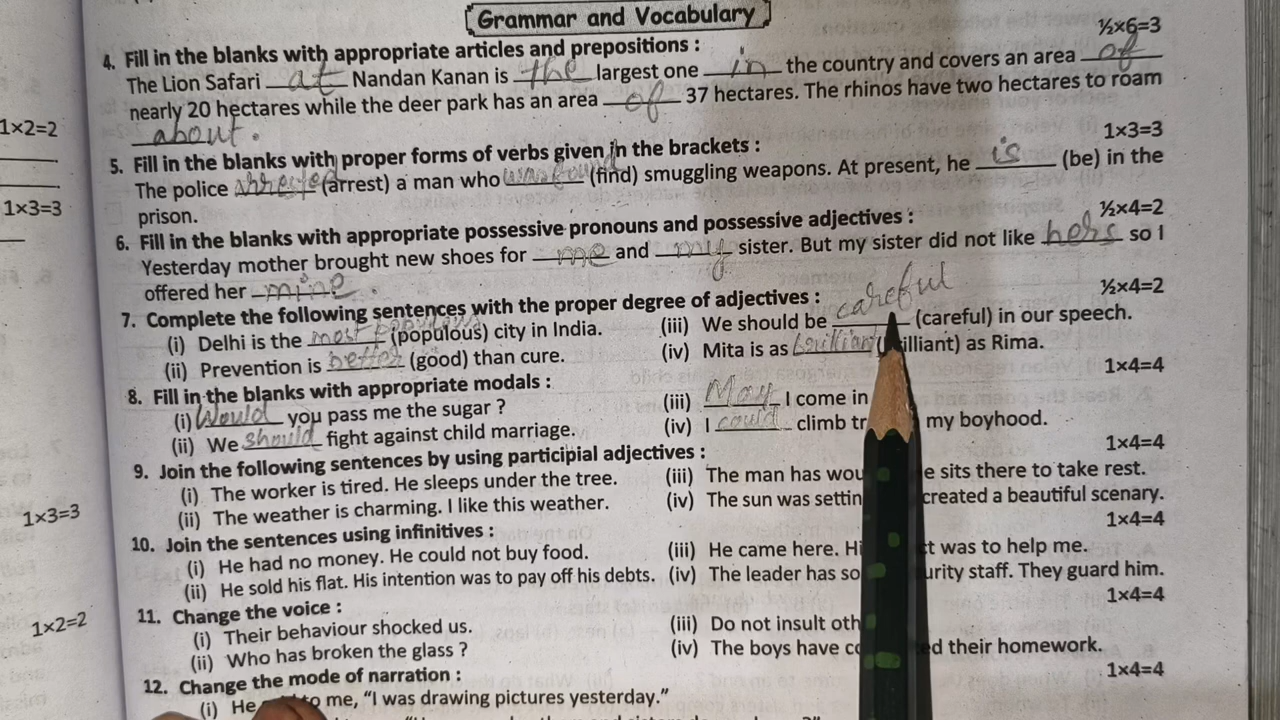 Grammar and Vocabulary
½×6=3
4. Fill in the blanks with appropriate articles and prepositions :
The Lion Safari at Nandan Kanan is the largest one in the country and covers an area of
nearly 20 hectares while the deer park has an area of 37 hectares. The rhinos have two hectares to roam
about.
1×2=2
1×3=3
5. Fill in the blanks with proper forms of verbs given in the brackets :
The police arrested (arrest) a man who was found (find) smuggling weapons. At present, he is (be) in the
prison.
1×3=3
½×4=2
6. Fill in the blanks with appropriate possessive pronouns and possessive adjectives :
Yesterday mother brought new shoes for me and my sister. But my sister did not like hers so I
offered her mine.
½×4=2
7. Complete the following sentences with the proper degree of adjectives :
(i) Delhi is the most populous (populous) city in India.
(iii) We should be careful (careful) in our speech.
(ii) Prevention is better (good) than cure.
(iv) Mita is as brilliant illiant) as Rima.
1×4=4
8. Fill in the blanks with appropriate modals :
(i) Would you pass me the sugar ?
(iii) May I come in
(ii) We should fight against child marriage.
(iv) I could climb tr my boyhood.
1×4=4
9. Join the following sentences by using participial adjectives :
(i) The worker is tired. He sleeps under the tree.
(iii) The man has wou e sits there to take rest.
(ii) The weather is charming. I like this weather.
(iv) The sun was settin created a beautiful scenary.
1×3=3
1×4=4
10. Join the sentences using infinitives :
(i) He had no money. He could not buy food.
(iii) He came here. Hi ct was to help me.
(ii) He sold his flat. His intention was to pay off his debts.
(iv) The leader has so urity staff. They guard him.
1×4=4
11. Change the voice :
(i) Their behaviour shocked us.
(iii) Do not insult oth
(ii) Who has broken the glass ?
(iv) The boys have co ed their homework.
1×2=2
1×4=4
12. Change the mode of narration :
(i) He to me, “I was drawing pictures yesterday.”